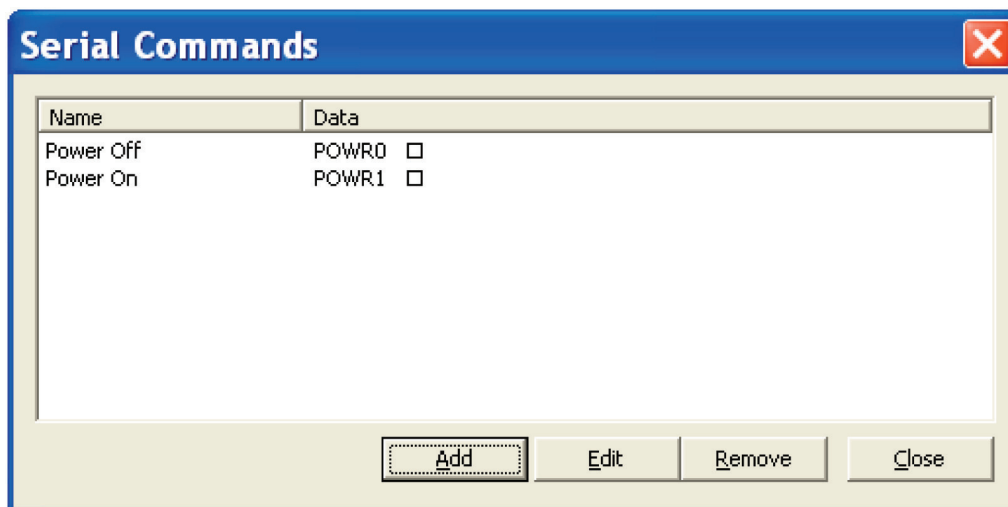 Serial Commands
Name Data
Power Off POWR0 □
Power On POWR1 □
Add Edit Remove Close